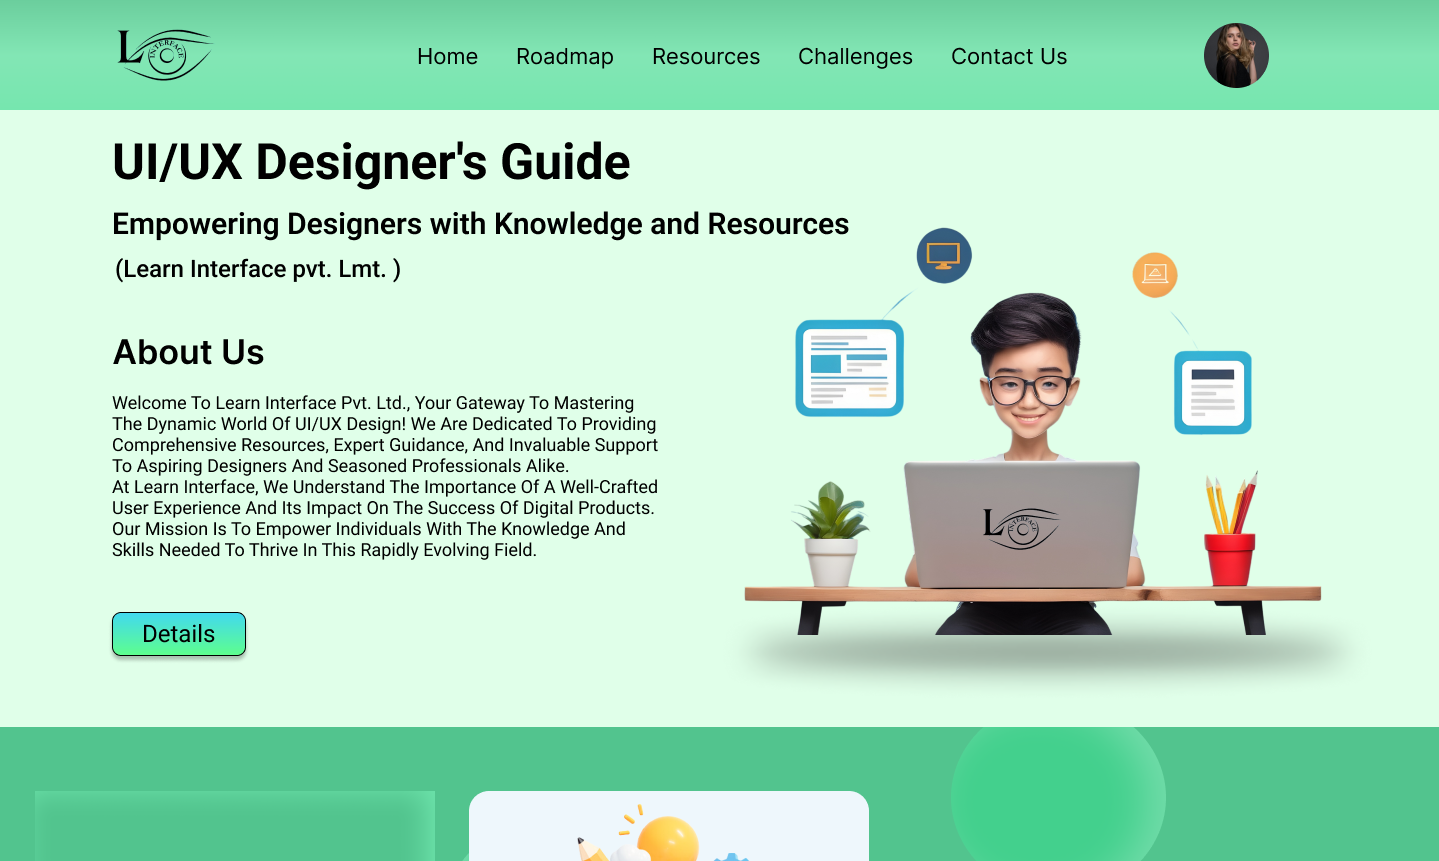 L INTERFACE
Home Roadmap Resources Challenges Contact Us
UI/UX Designer's Guide
Empowering Designers with Knowledge and Resources
(Learn Interface pvt. Lmt. )
About Us
Welcome To Learn Interface Pvt. Ltd., Your Gateway To Mastering
The Dynamic World Of UI/UX Design! We Are Dedicated To Providing
Comprehensive Resources, Expert Guidance, And Invaluable Support
To Aspiring Designers And Seasoned Professionals Alike.
At Learn Interface, We Understand The Importance Of A Well-Crafted
User Experience And Its Impact On The Success Of Digital Products.
Our Mission Is To Empower Individuals With The Knowledge And
Skills Needed To Thrive In This Rapidly Evolving Field.
L INTERFACE
Details